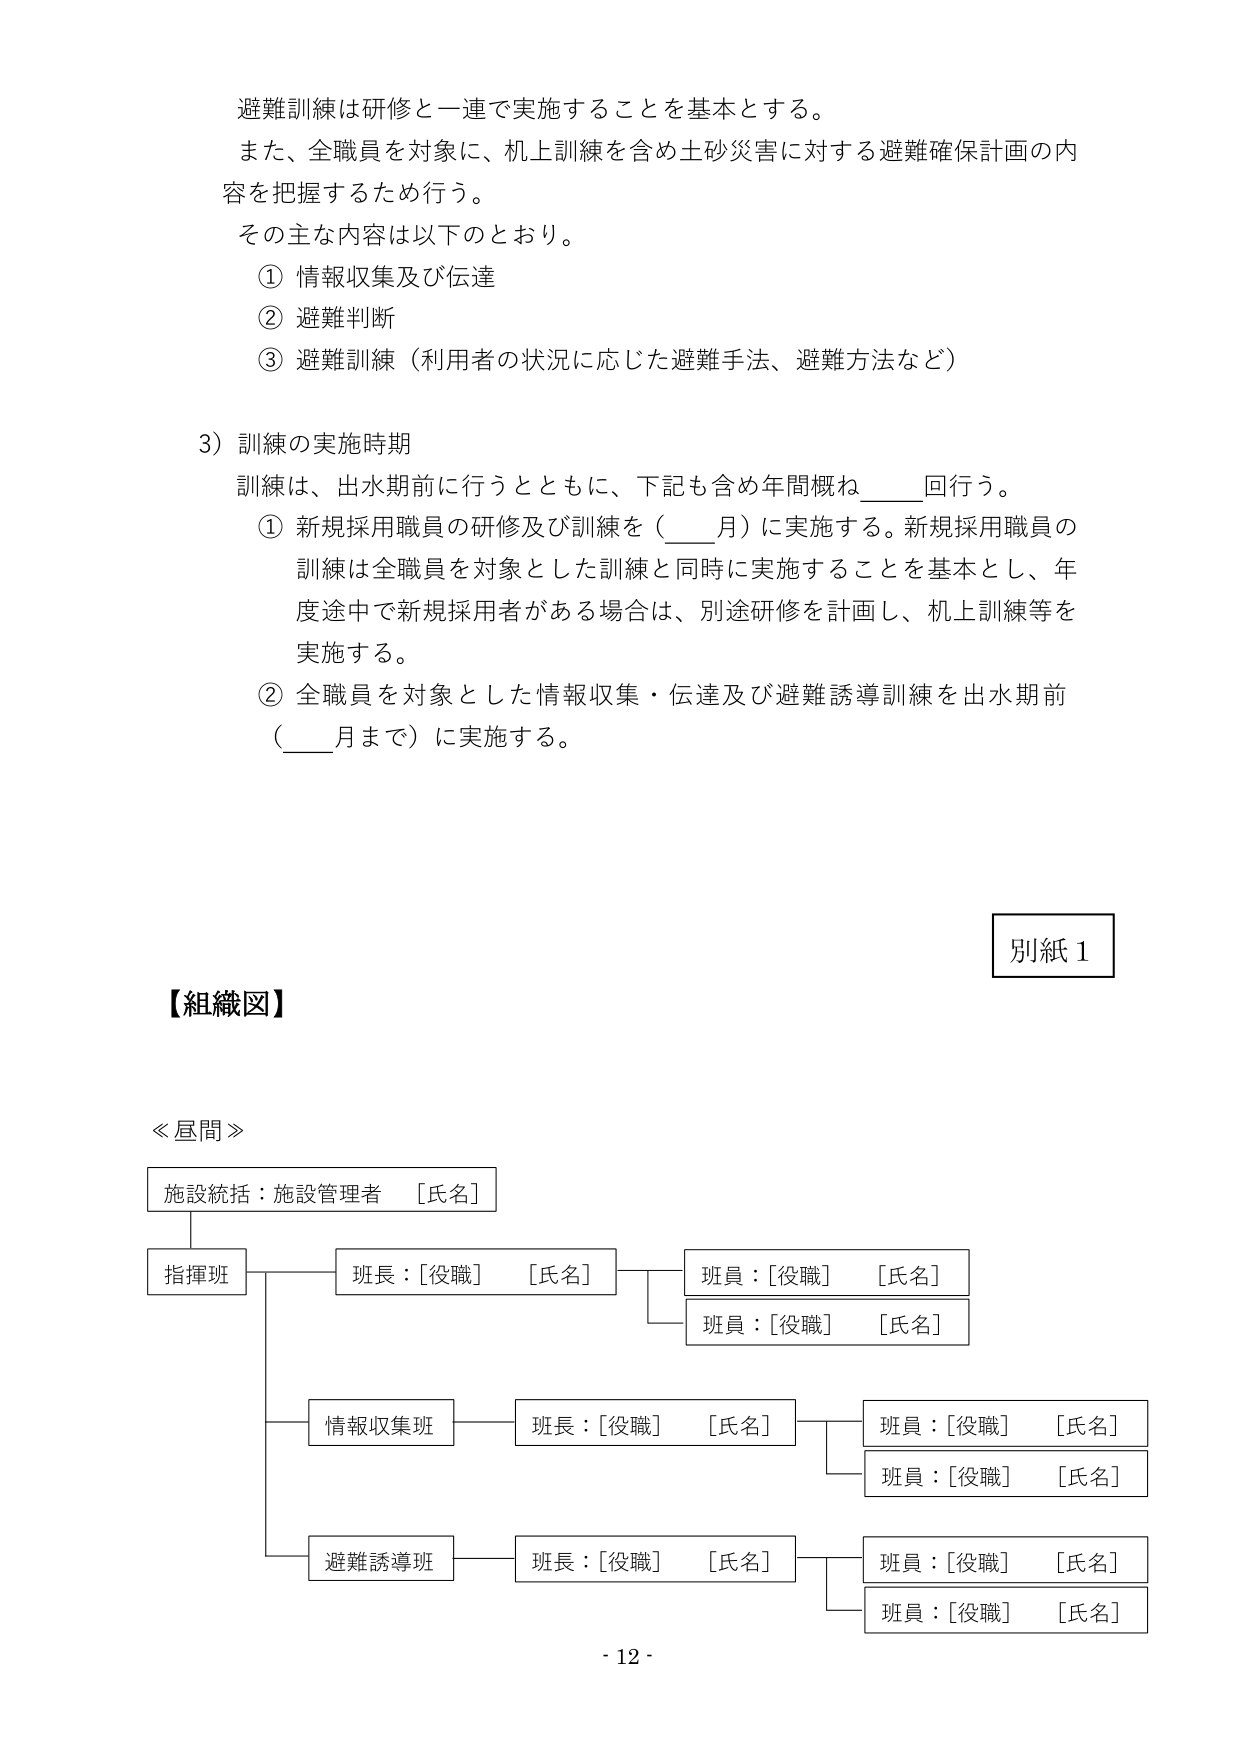 避難訓練は研修と一連で実施することを基本とする。
また、全職員を対象に、机上訓練を含め土砂災害に対する避難確保計画の内
容を把握するため行う。
その主な内容は以下のとおり。
① 情報収集及び伝達
② 避難判断
③ 避難訓練（利用者の状況に応じた避難手法、避難方法など）
3）訓練の実施時期
訓練は、出水期前に行うとともに、下記も含め年間概ね____回行う。
① 新規採用職員の研修及び訓練を（____月）に実施する。新規採用職員の
訓練は全職員を対象とした訓練と同時に実施することを基本とし、年
度途中で新規採用者がある場合は、別途研修を計画し、机上訓練等を
実施する。
② 全職員を対象とした情報収集・伝達及び避難誘導訓練を出水期前
（____月まで）に実施する。
別紙１
【組織図】
≪昼間≫
施設統括：施設管理者　［氏名］
指揮班
班長：［役職］　［氏名］
班員：［役職］　［氏名］
班員：［役職］　［氏名］
情報収集班
班長：［役職］　［氏名］
班員：［役職］　［氏名］
班員：［役職］　［氏名］
避難誘導班
班長：［役職］　［氏名］
班員：［役職］　［氏名］
班員：［役職］　［氏名］
- 12 -